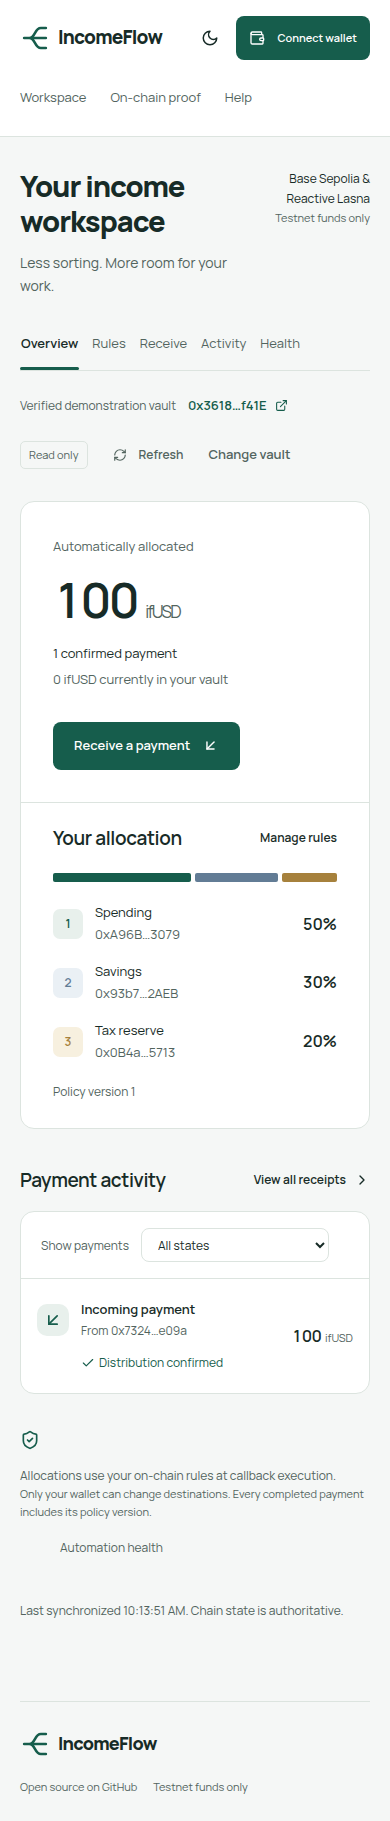 IncomeFlow
Connect wallet
Workspace On-chain proof Help
Your income
workspace
Base Sepolia &
Reactive Lasna
Testnet funds only
Less sorting. More room for your
work.
Overview Rules Receive Activity Health
Verified demonstration vault 0x3618...f41E
Read only Refresh Change vault
Automatically allocated
100 ifUSD
1 confirmed payment
0 ifUSD currently in your vault
Receive a payment
Your allocation Manage rules
1 Spending 50%
0xA96B...3079
2 Savings 30%
0x93b7...2AEB
3 Tax reserve 20%
0x0B4a...5713
Policy version 1
Payment activity View all receipts
Show payments All states
Incoming payment
From 0x7324...e09a
100 ifUSD
Distribution confirmed
Allocations use your on-chain rules at callback execution.
Only your wallet can change destinations. Every completed payment
includes its policy version.
Automation health
Last synchronized 10:13:51 AM. Chain state is authoritative.
IncomeFlow
Open source on GitHub Testnet funds only